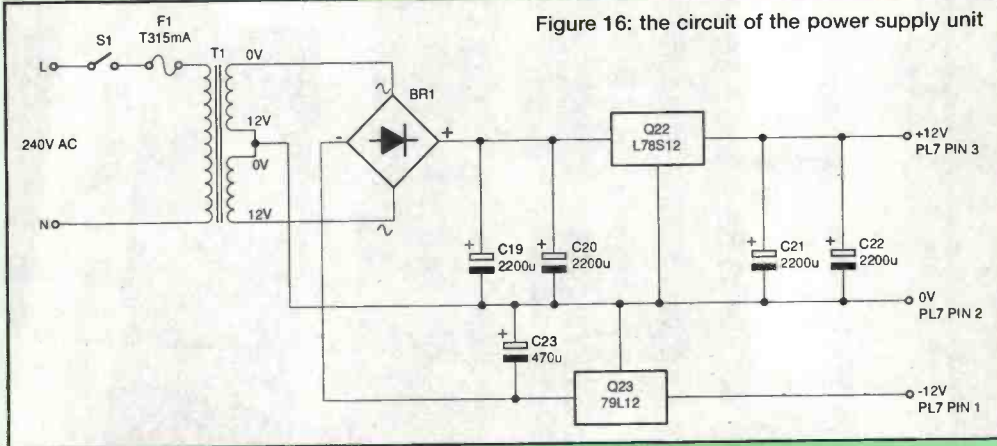 Figure 16: the circuit of the power supply unit
F1
T315mA
S1
T1
0V
L
BR1
~
12V
-
+
Q22
L78S12
+12V
PL7 PIN 3
240V AC
0V
12V
N
~
+
C19
2200u
+
C20
2200u
+
C21
2200u
+
C22
2200u
0V
PL7 PIN 2
+
C23
470u
Q23
79L12
-12V
PL7 PIN 1